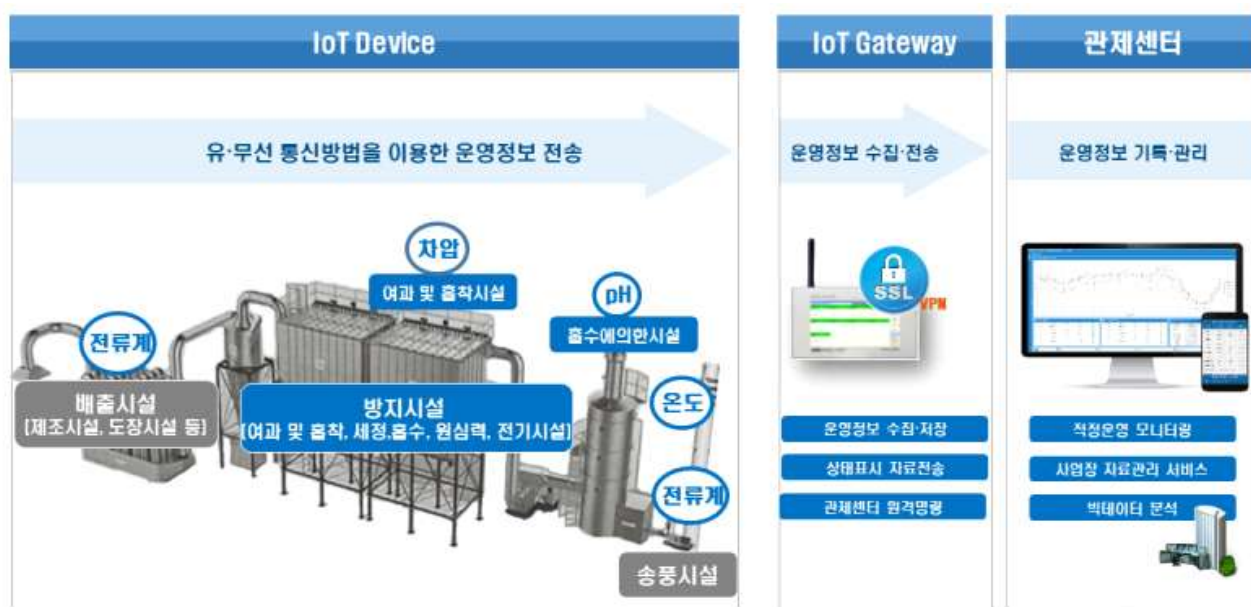 IoT Device
유·무선 통신방법을 이용한 운영정보 전송
차압
여과 및 흡착시설
pH
흡수에의한시설
전류계
배출시설
(제조시설, 도장시설 등)
방지시설
(여과 및 흡착, 세정,흡수, 원심력, 전기시설)
온도
전류계
송풍시설
IoT Gateway
운영정보 수집·전송
SSL
VPN
운영정보 수집·저장
상태표시 자료전송
관제센터 원격명령
관제센터
운영정보 기록·관리
적정운영 모니터링
사업장 자료관리 서비스
빅데이터 분석